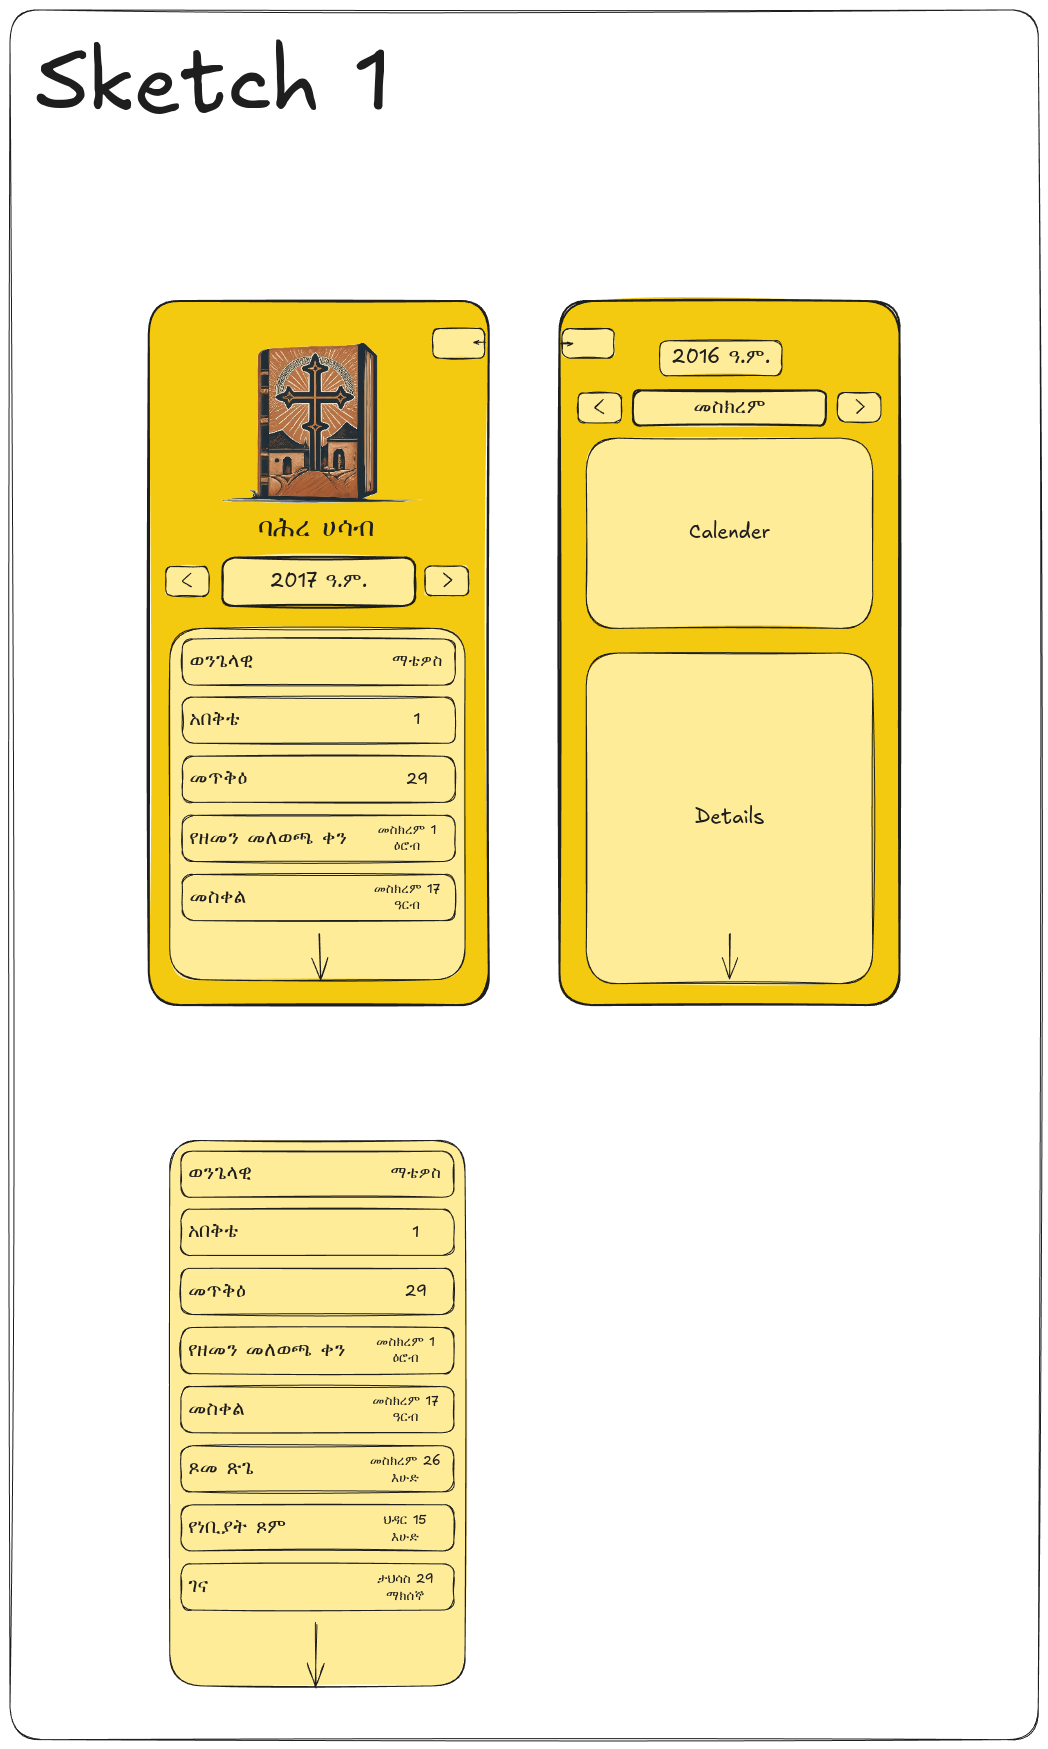 Sketch 1
ባሕረ ሀሳብ
< 2017 ዓ.ም. >
ወንጌላዊ ማቴዎስ
አበቅቴ 1
መጥቅዕ 29
የዘመን መለወጫ ቀን መስከረም 1
ዕሮብ
መስቀል መስከረም 17
ዓርብ
2016 ዓ.ም.
< መስከረም >
Calender
Details
ወንጌላዊ ማቴዎስ
አበቅቴ 1
መጥቅዕ 29
የዘመን መለወጫ ቀን መስከረም 1
ዕሮብ
መስቀል መስከረም 17
ዓርብ
ጾመ ጽጌ መስከረም 26
እሁድ
የነቢያት ጾም ህዳር 15
እሁድ
ገና ታህሳስ 29
ማክሰኞ